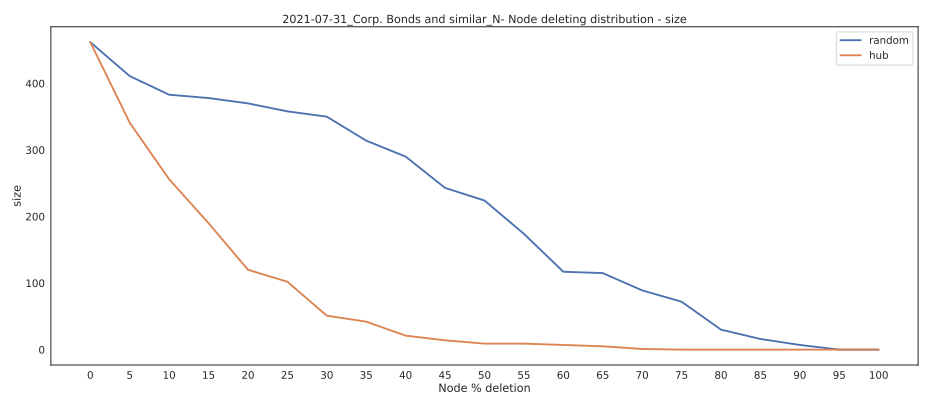 2021-07-31_Corp. Bonds and similar_N- Node deleting distribution - size
random
hub
400
300
200
100
0
size
0 5 10 15 20 25 30 35 40 45 50 55 60 65 70 75 80 85 90 95 100
Node % deletion